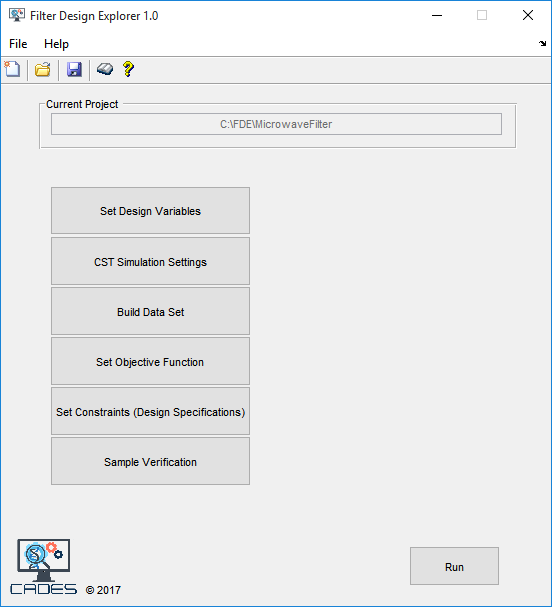 Filter Design Explorer 1.0
File Help
Current Project
C:\FDE\MicrowaveFilter
Set Design Variables
CST Simulation Settings
Build Data Set
Set Objective Function
Set Constraints (Design Specifications)
Sample Verification
Run
CADES © 2017